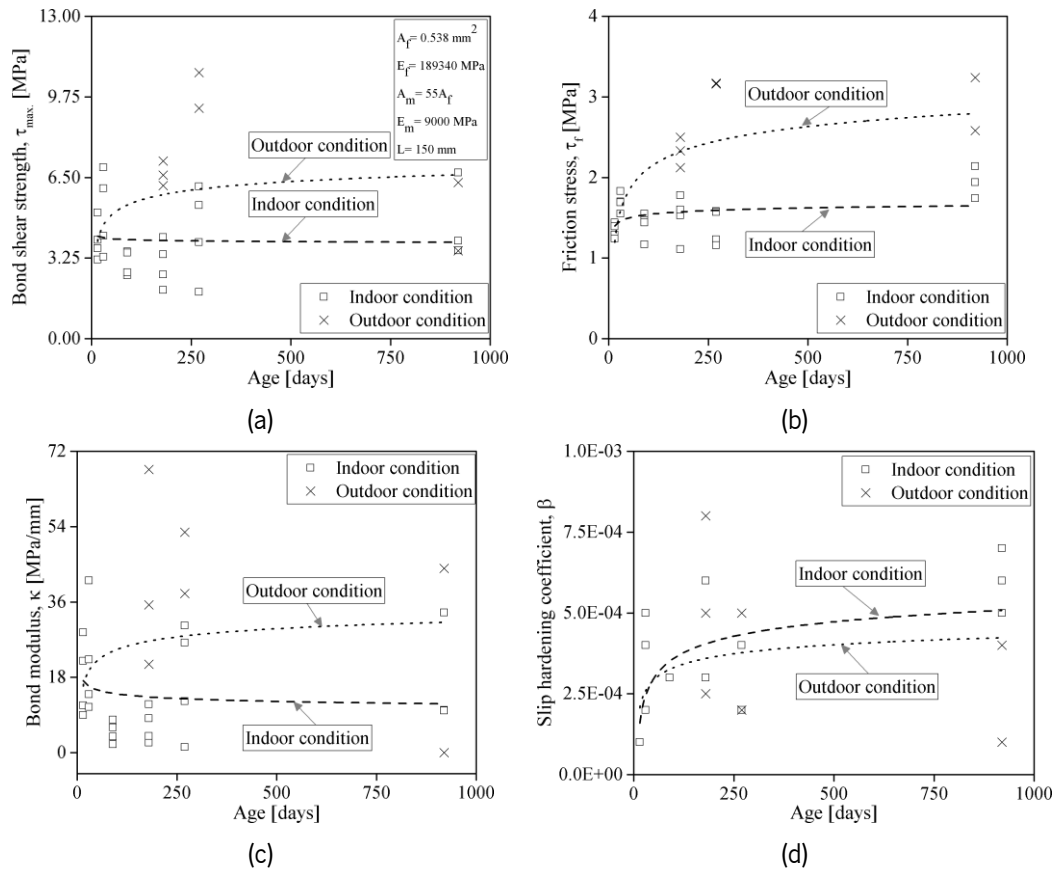 (a)
13.00
9.75
6.50
3.25
0.00
Bond shear strength, τmax. [MPa]
A_f= 0.538 mm²
E_f= 189340 MPa
A_m= 55A_f
E_m= 9000 MPa
L= 150 mm
Outdoor condition
Indoor condition
Indoor condition
Outdoor condition
0 250 500 750 1000
Age [days]
(a)
4
3
2
1
0
Friction stress, τ_f [MPa]
Outdoor condition
Indoor condition
Indoor condition
Outdoor condition
0 250 500 750 1000
Age [days]
(b)
72
54
36
18
0
Bond modulus, κ [MPa/mm]
Indoor condition
Outdoor condition
Outdoor condition
Indoor condition
0 250 500 750 1000
Age [days]
(c)
1.0E-03
7.5E-04
5.0E-04
2.5E-04
0.0E+00
Slip hardening coefficient, β
Indoor condition
Outdoor condition
Indoor condition
Outdoor condition
0 250 500 750 1000
Age [days]
(d)